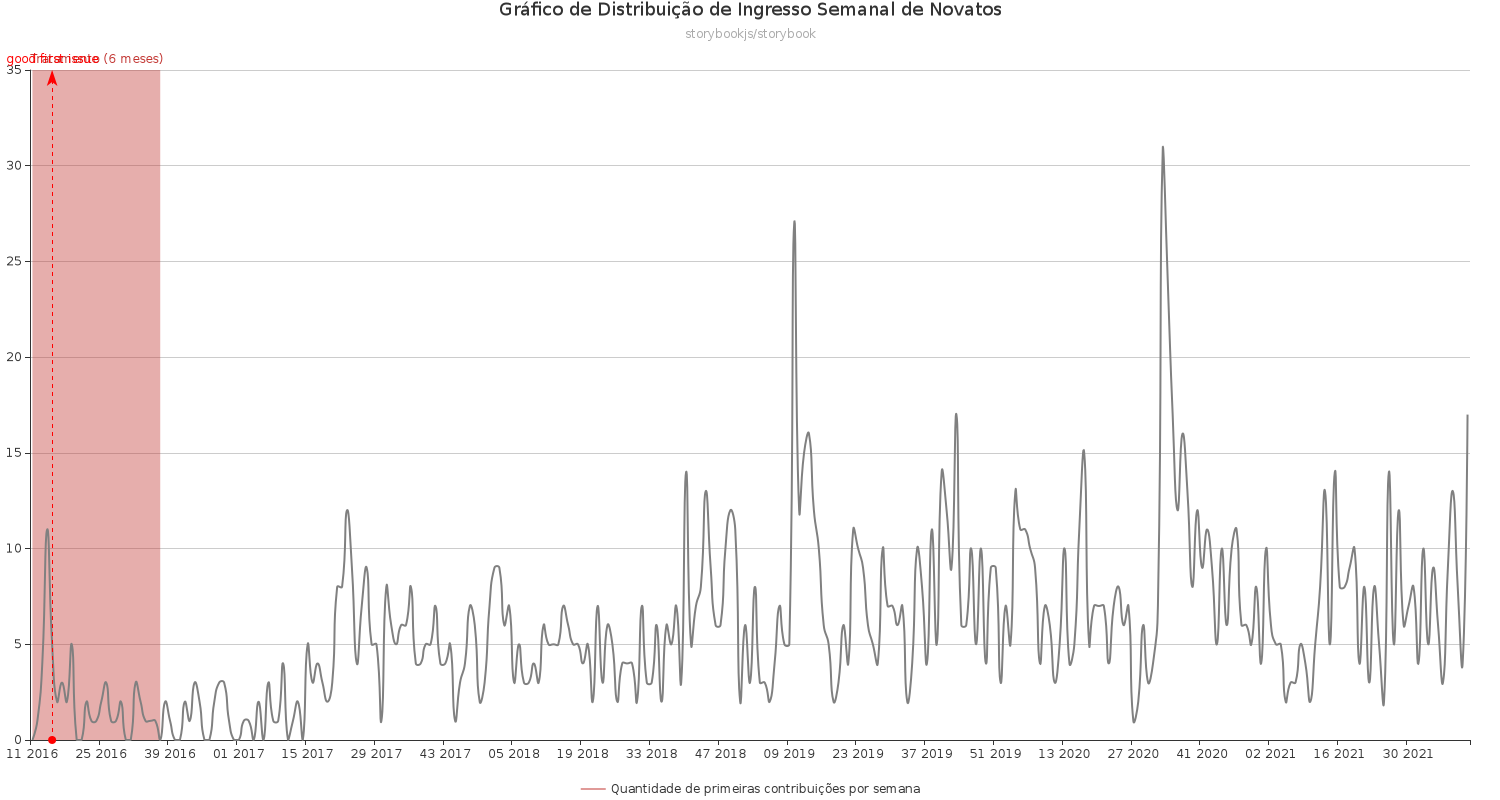 Gráfico de Distribuição de Ingresso Semanal de Novatos
storybookjs/storybook
good first issue
Tratamento (6 meses)
35
30
25
20
15
10
5
0
11 2016 25 2016 39 2016 01 2017 15 2017 29 2017 43 2017 05 2018 19 2018 33 2018 47 2018 09 2019 23 2019 37 2019 51 2019 13 2020 27 2020 41 2020 02 2021 16 2021 30 2021
Quantidade de primeiras contribuições por semana